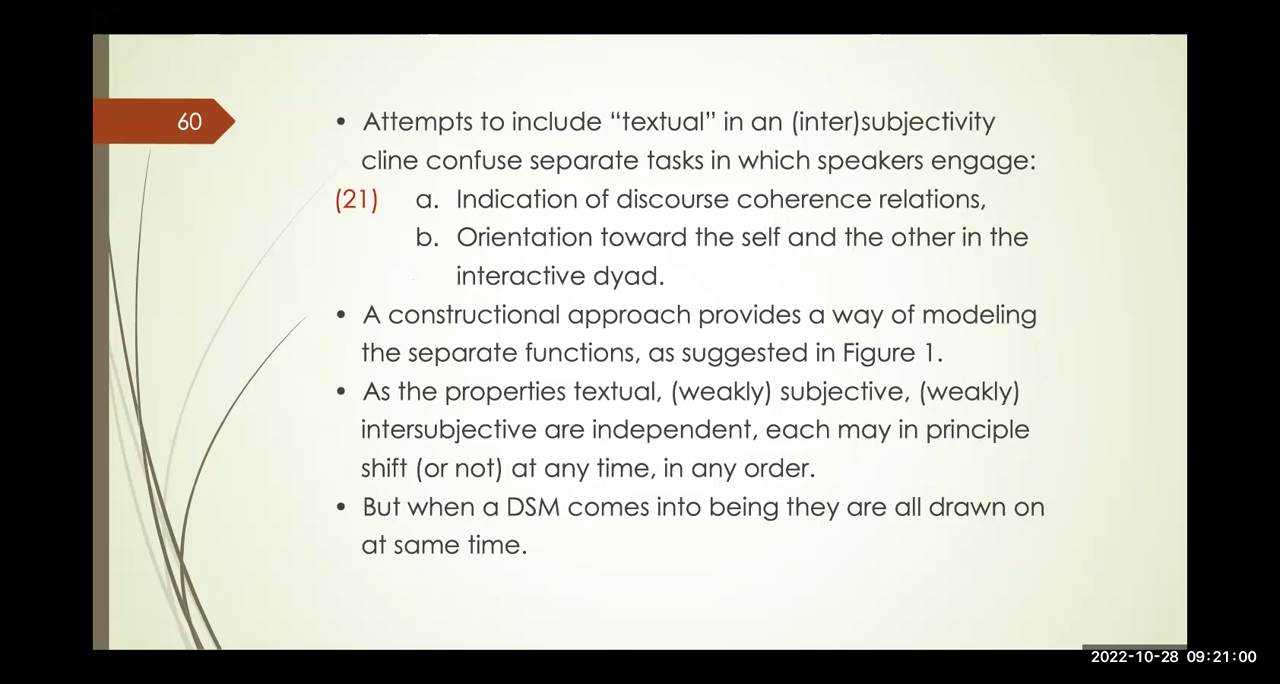 60
• Attempts to include “textual” in an (inter)subjectivity
cline confuse separate tasks in which speakers engage:
(21) a. Indication of discourse coherence relations,
b. Orientation toward the self and the other in the
interactive dyad.
• A constructional approach provides a way of modeling
the separate functions, as suggested in Figure 1.
• As the properties textual, (weakly) subjective, (weakly)
intersubjective are independent, each may in principle
shift (or not) at any time, in any order.
• But when a DSM comes into being they are all drawn on
at same time.
2022-10-28 09:21:00